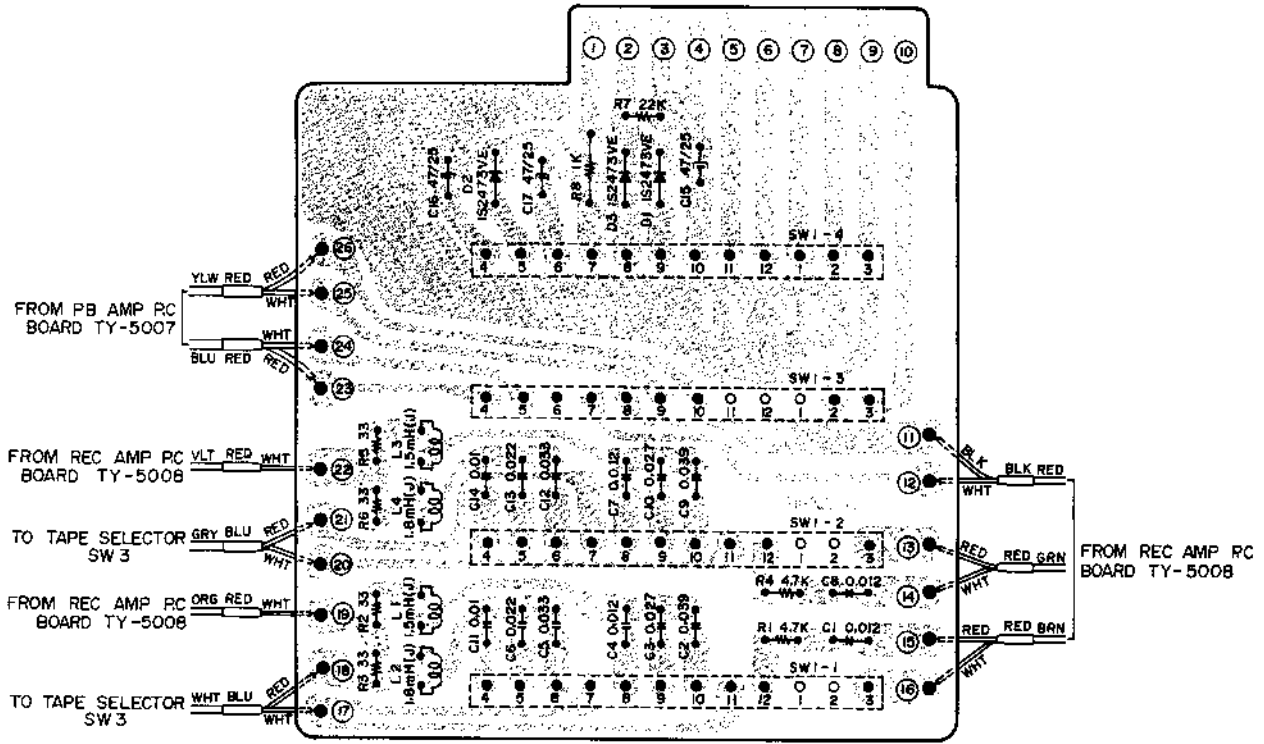 1 2 3 4 5 6 7 8 9 10
R7 22K
C16 47/25
D2
1S2473VE
C17 47/25
R8 1K
D3 1S2473VE
D1 1S2473VE
C15 47/25
SW1-4
4 5 6 7 8 9 10 11 12 1 2 3
26
YLW RED RED
25
WHT
FROM PB AMP P.C
BOARD TY-5007
WHT
24
BLU RED RED
23
SW1-3
4 5 6 7 8 9 10 11 12 1 2 3
R5 33
L3
1.5mH(J)
FROM REC AMP P.C
BOARD TY-5008
VLT RED WHT
22
R6 33
L4
1.8mH(J)
C14 0.01
C13 0.022
C12 0.033
C7 0.012
C10 0.027
C9 0.039
11
BLK
BLK RED
12
WHT
21
RED
TO TAPE SELECTOR
SW3
GRY BLU
WHT
20
SW1-2
4 5 6 7 8 9 10 11 12 1 2 3
13
RED
RED GRN
WHT
14
FROM REC AMP P.C
BOARD TY-5008
R4 4.7K C8 0.012
FROM REC AMP P.C
BOARD TY-5008
ORG RED WHT
19
R2 33
L1
1.5mH(J)
C11 0.01
C6 0.022
C5 0.033
C4 0.012
C3 0.027
C2 0.039
R1 4.7K C1 0.012
15
RED
RED BRN
WHT
16
R3 33
L2
1.8mH(J)
18
RED
TO TAPE SELECTOR
SW3
WHT BLU
WHT
17
SW1-1
4 5 6 7 8 9 10 11 12 1 2 3